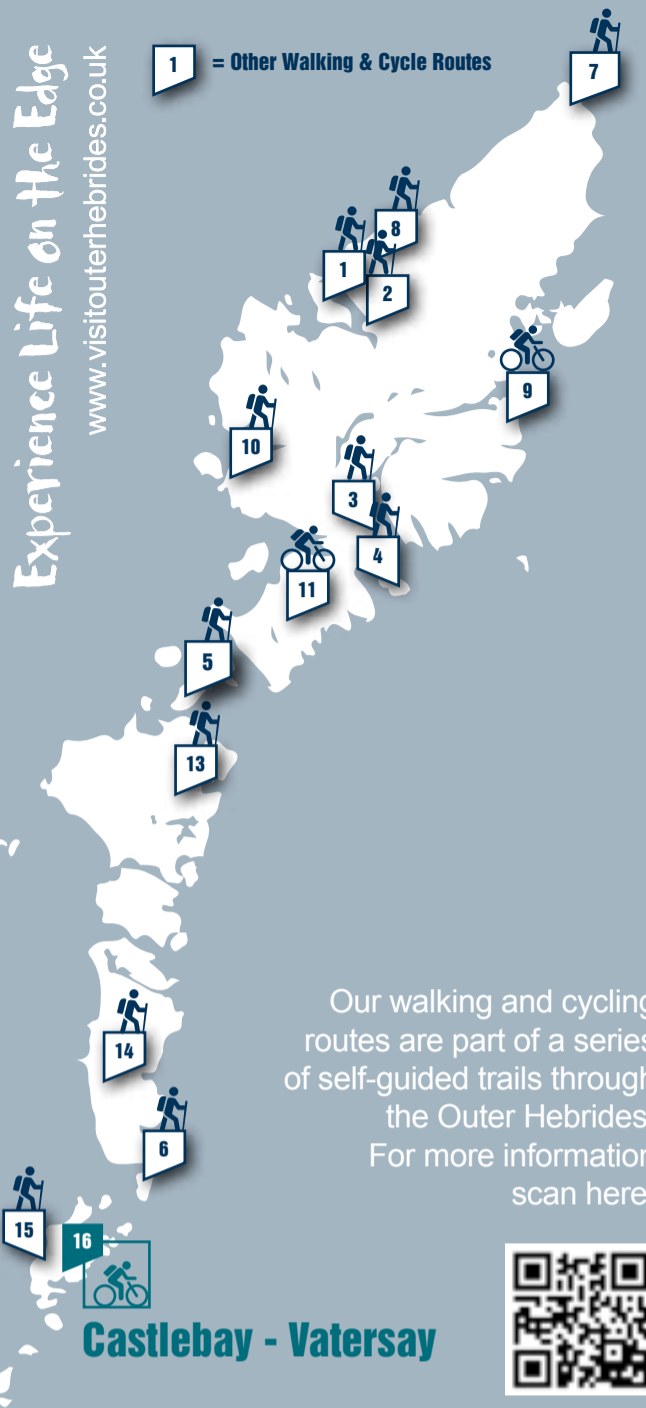 Experience Life on the Edge
www.visitouterhebrides.co.uk
1 = Other Walking & Cycle Routes
7
8
1
2
9
10
3
4
11
5
13
14
6
15
16
Castlebay - Vatersay
Our walking and cycling
routes are part of a series
of self-guided trails through
the Outer Hebrides
For more information
scan here